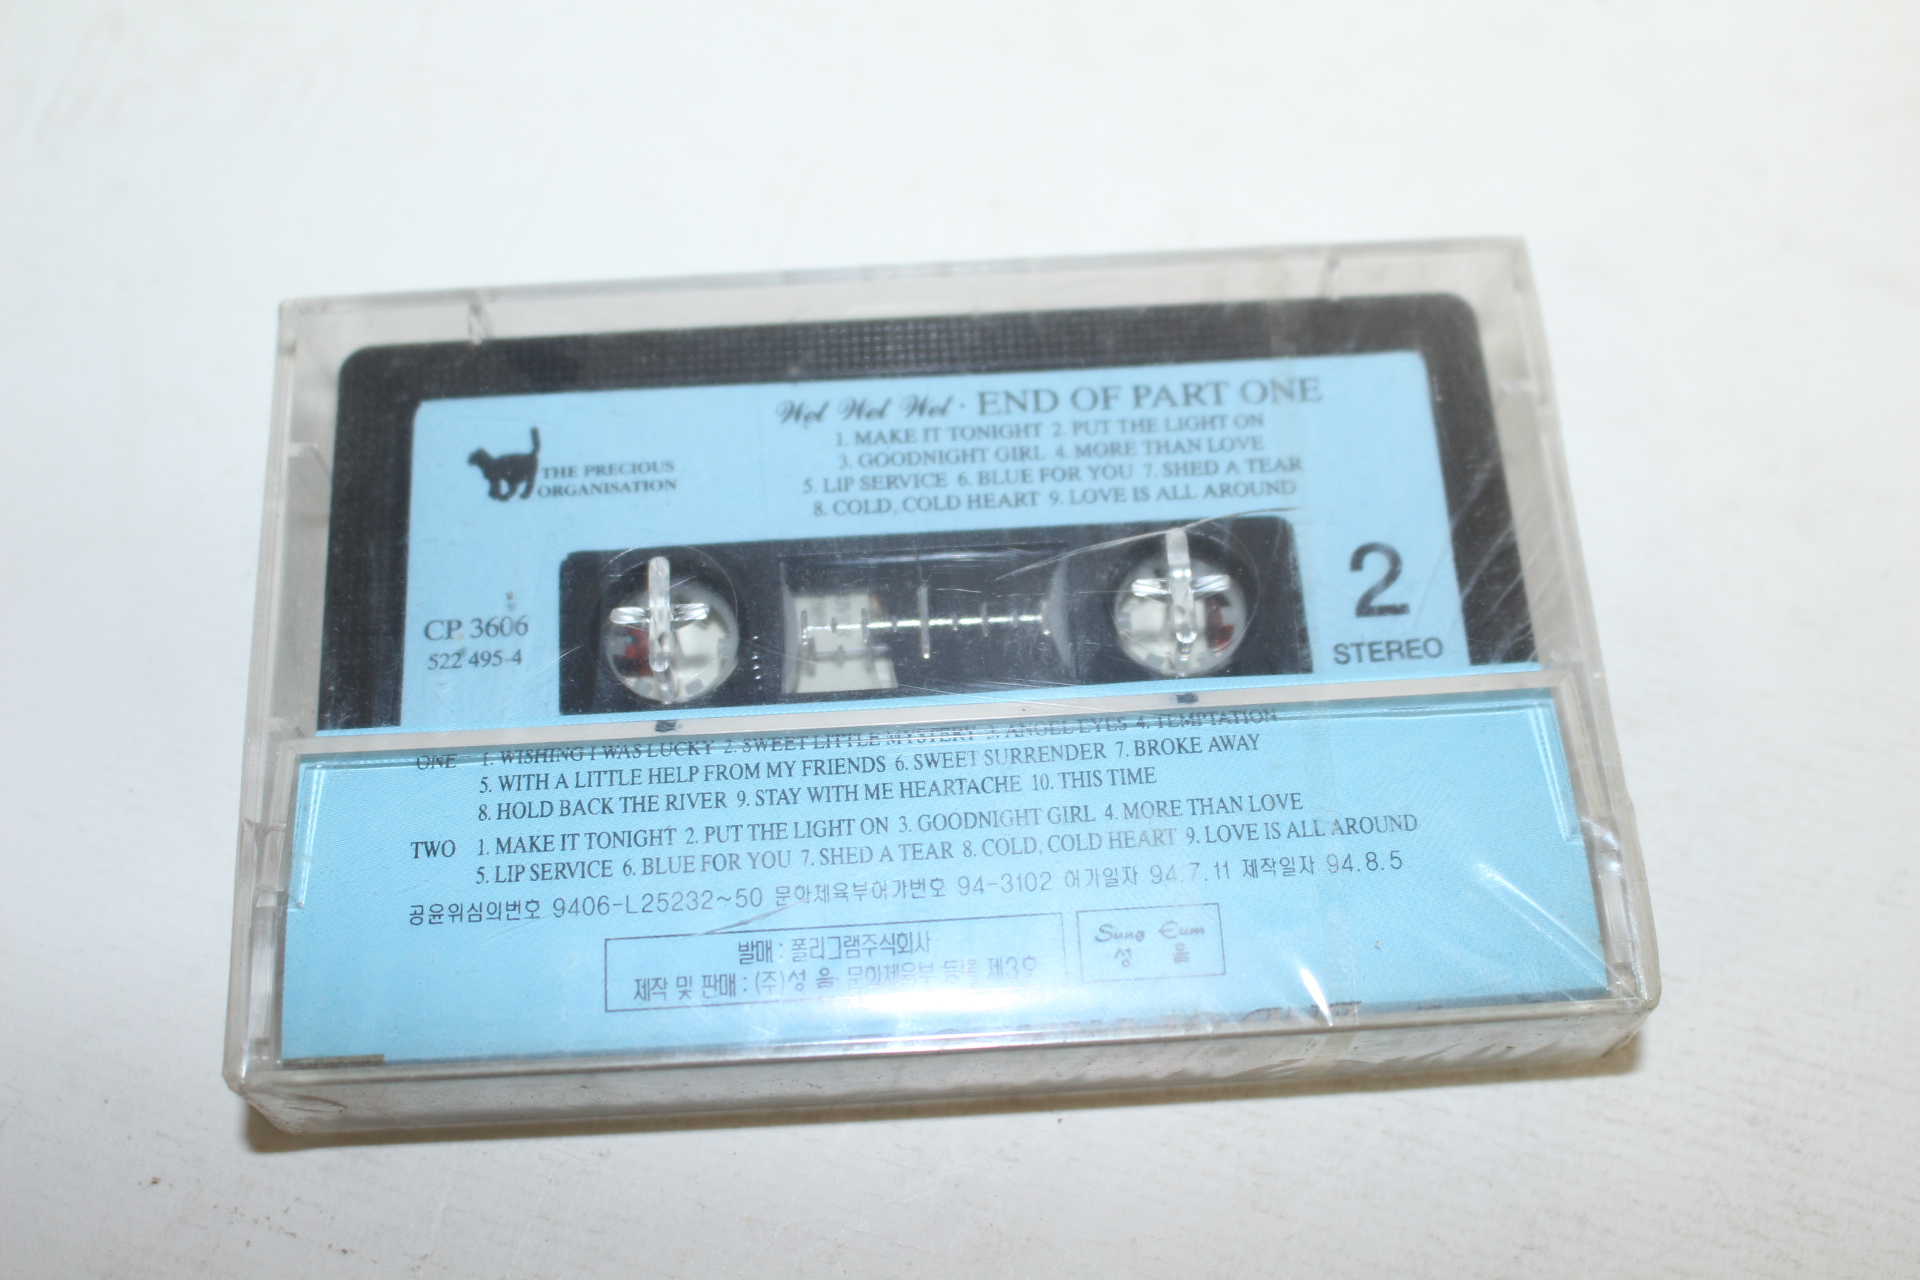 Wet Wet Wet · END OF PART ONE
1. MAKE IT TONIGHT 2. PUT THE LIGHT ON
3. GOODNIGHT GIRL 4. MORE THAN LOVE
5. LIP SERVICE 6. BLUE FOR YOU 7. SHED A TEAR
8. COLD, COLD HEART 9. LOVE IS ALL AROUND
THE PRECIOUS
ORGANISATION
CP 3606
522 495-4
2
STEREO
ONE 1. WISHING I WAS LUCKY 2. SWEET LITTLE MYSTERY 3. ANGEL EYES 4. TEMPTATION
5. WITH A LITTLE HELP FROM MY FRIENDS 6. SWEET SURRENDER 7. BROKE AWAY
8. HOLD BACK THE RIVER 9. STAY WITH ME HEARTACHE 10. THIS TIME
TWO 1. MAKE IT TONIGHT 2. PUT THE LIGHT ON 3. GOODNIGHT GIRL 4. MORE THAN LOVE
5. LIP SERVICE 6. BLUE FOR YOU 7. SHED A TEAR 8. COLD, COLD HEART 9. LOVE IS ALL AROUND
공윤위심의번호 9406-L25232~50 문화체육부허가번호 94-3102 허가일자 94.7.11 제작일자 94.8.5
발매 : 폴리그램주식회사
제작 및 판매 : (주)성 음· 문화체육부 등록 제3호
Sung Eum
성 음